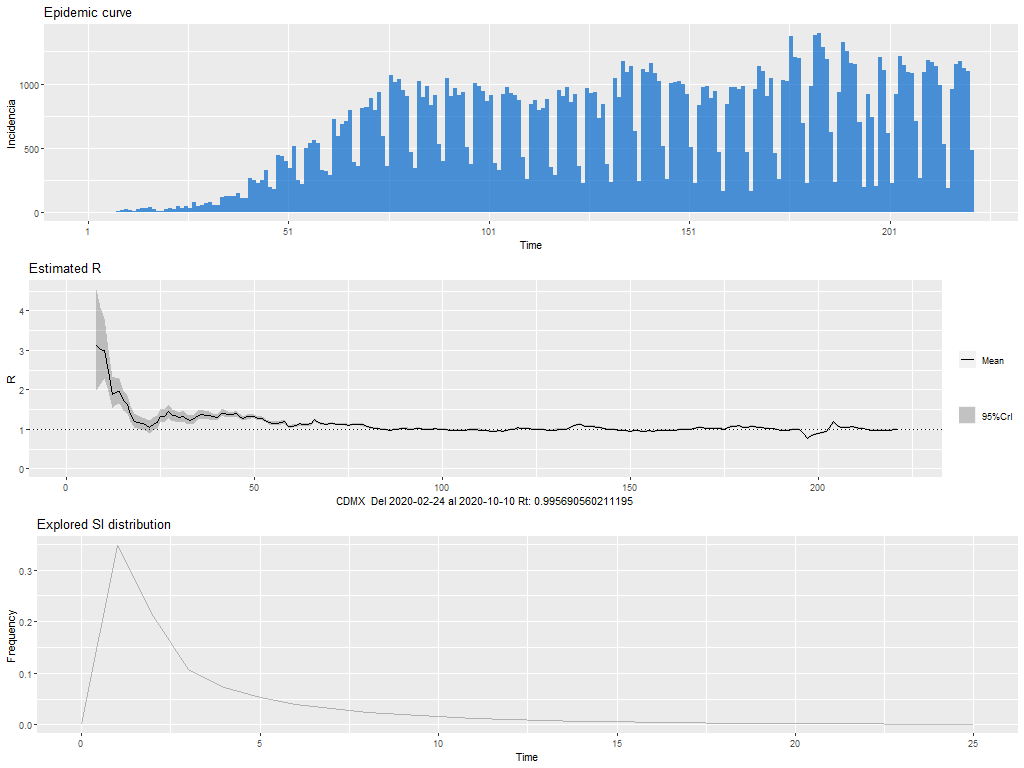 Epidemic curve
Incidencia
1000
500
0
1
51
101
151
201
Time
Estimated R
R
4
3
2
1
0
0
50
100
150
200
CDMX Del 2020-02-24 al 2020-10-10 Rt: 0.995690560211195
Mean
95%CrI
Explored SI distribution
Frequency
0.3
0.2
0.1
0.0
0
5
10
15
20
25
Time